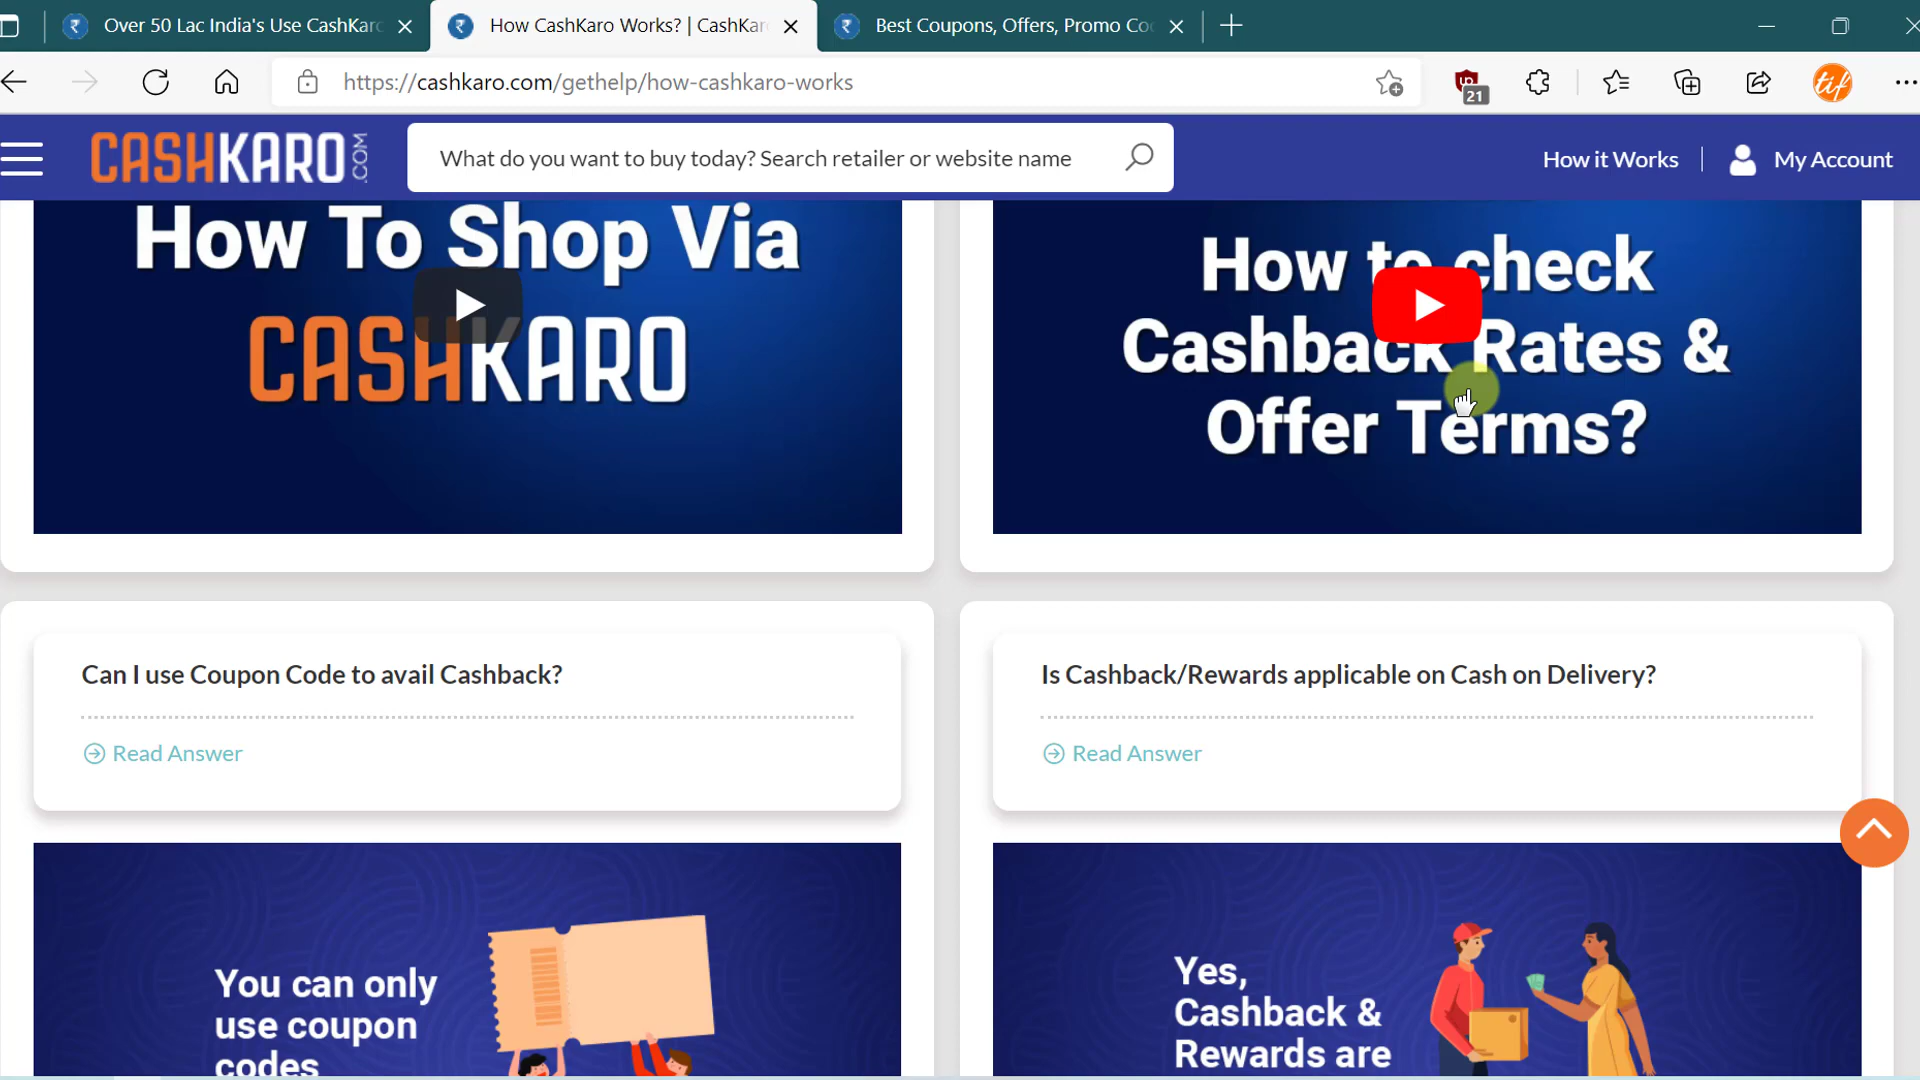 Over 50 Lac India's Use CashKaro
How CashKaro Works? | CashKar
Best Coupons, Offers, Promo Co
https://cashkaro.com/gethelp/how-cashkaro-works
21
tif
CASHKARO.COM
What do you want to buy today? Search retailer or website name
How it Works
My Account
How To Shop Via
CASHKARO
How to check
Cashback Rates &
Offer Terms?
Can I use Coupon Code to avail Cashback?
Read Answer
Is Cashback/Rewards applicable on Cash on Delivery?
Read Answer
You can only
use coupon
codes
Yes,
Cashback &
Rewards are